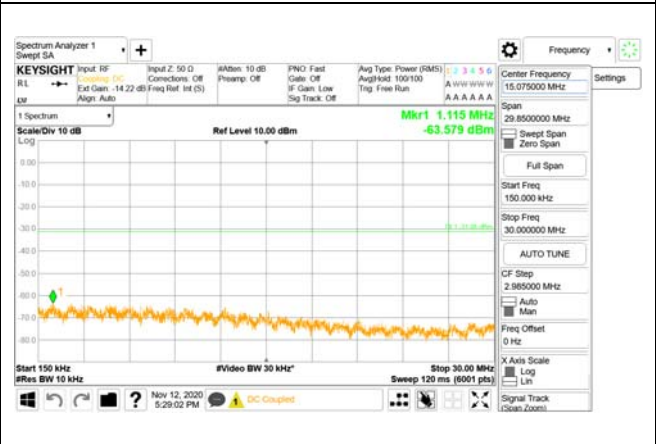 Spectrum Analyzer 1
Swept SA
+
Frequency
KEYSIGHT
RL
Input: RF
Coupling: DC
Ext Gain: -14.22 dB
Align: Auto
Input Z: 50 Ω
Corrections: Off
Freq Ref: Int (S)
#Atten: 10 dB
Preamp: Off
PNO: Fast
Gate: Off
IF Gain: Low
Sig Track: Off
Avg Type: Power (RMS)
Avg|Hold: 100/100
Trig: Free Run
1 2 3 4 5 6
A W W W W W
A A A A A A
1 Spectrum
Scale/Div 10 dB
Log
Ref Level 10.00 dBm
Mkr1 1.115 MHz
-63.579 dBm
0.00
-10.0
-20.0
-30.0
-40.0
-50.0
-60.0
-70.0
-80.0
1
Start 150 kHz
#Res BW 10 kHz
#Video BW 30 kHz*
Stop 30.00 MHz
Sweep 120 ms (6001 pts)
?
Nov 12, 2020
5:29:02 PM
DC Coupled
Center Frequency
15.075000 MHz
Settings
Span
29.8500000 MHz
Swept Span
Zero Span
Full Span
Start Freq
150.000 kHz
Stop Freq
30.000000 MHz
AUTO TUNE
CF Step
2.985000 MHz
Auto
Man
Freq Offset
0 Hz
X Axis Scale
Log
Lin
Signal Track
(Span Zoom)